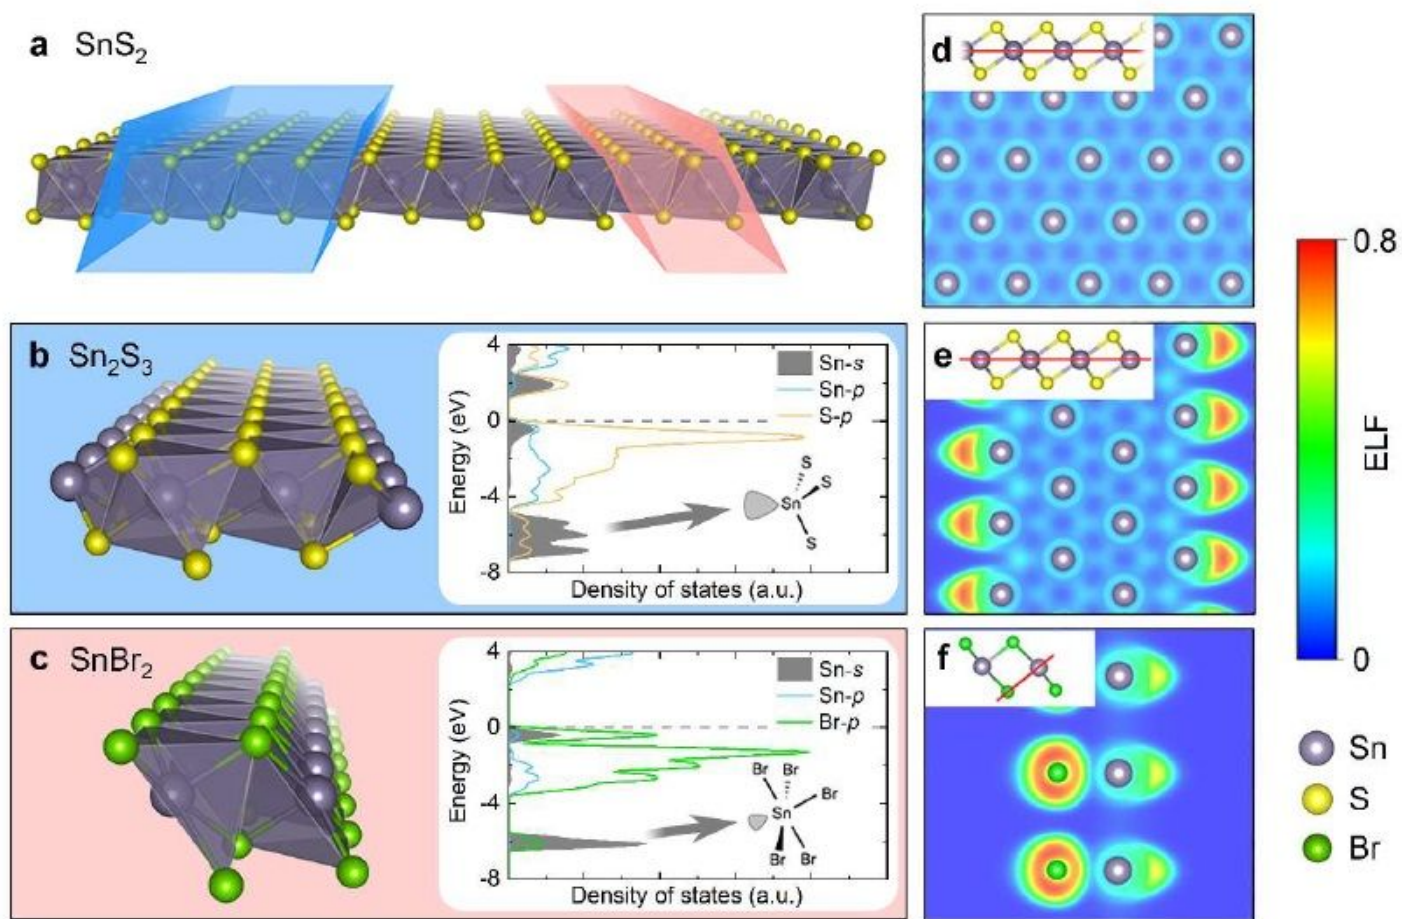 a SnS₂
b Sn₂S₃
4
0
-4
-8
Energy (eV)
Density of states (a.u.)
Sn-s
Sn-p
S-p
S
S
Sn
S
c SnBr₂
4
0
-4
-8
Energy (eV)
Density of states (a.u.)
Sn-s
Sn-p
Br-p
Br
Br
Br
Sn
Br
Br
d
e
f
0.8
ELF
0
Sn
S
Br